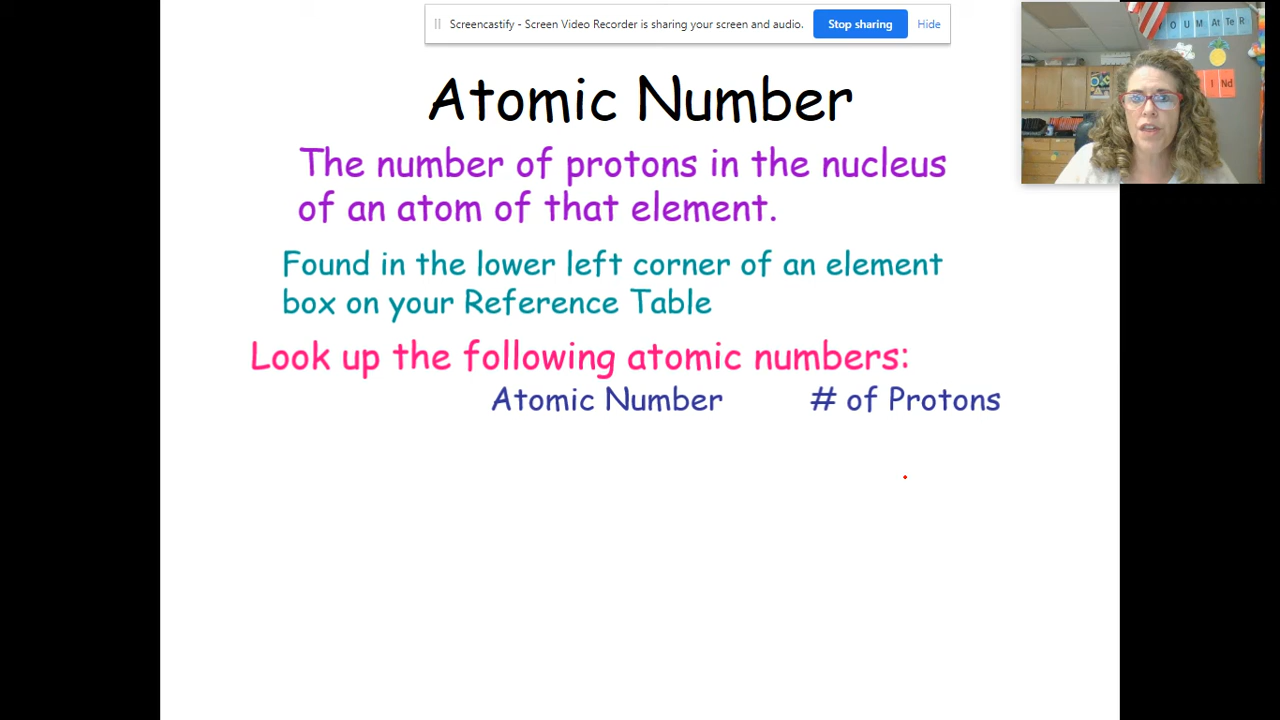 Screencastify - Screen Video Recorder is sharing your screen and audio. Stop sharing Hide
O U M A t T e R
I Nd
Atomic Number
The number of protons in the nucleus
of an atom of that element.
Found in the lower left corner of an element
box on your Reference Table
Look up the following atomic numbers:
Atomic Number # of Protons